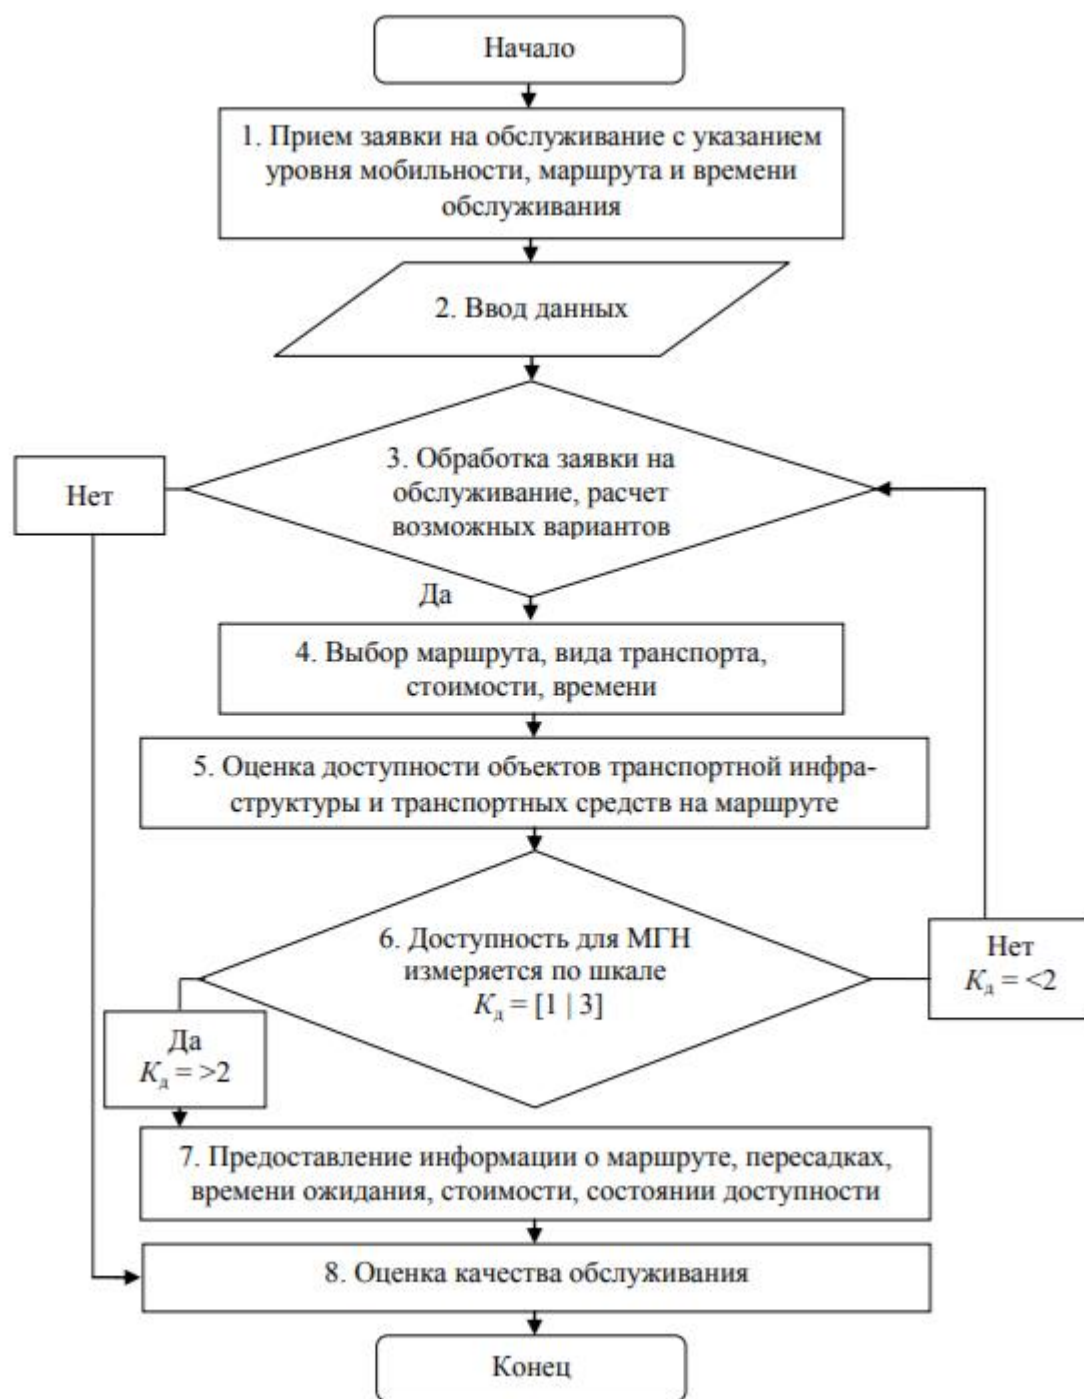 Начало
1. Прием заявки на обслуживание с указанием
уровня мобильности, маршрута и времени
обслуживания
2. Ввод данных
3. Обработка заявки на
обслуживание, расчет
возможных вариантов
Нет
Да
4. Выбор маршрута, вида транспорта,
стоимости, времени
5. Оценка доступности объектов транспортной инфра-
структуры и транспортных средств на маршруте
6. Доступность для МГН
измеряется по шкале
Kд = [1 | 3]
Нет
Kд = <2
Да
Kд = >2
7. Предоставление информации о маршруте, пересадках,
времени ожидания, стоимости, состоянии доступности
8. Оценка качества обслуживания
Конец